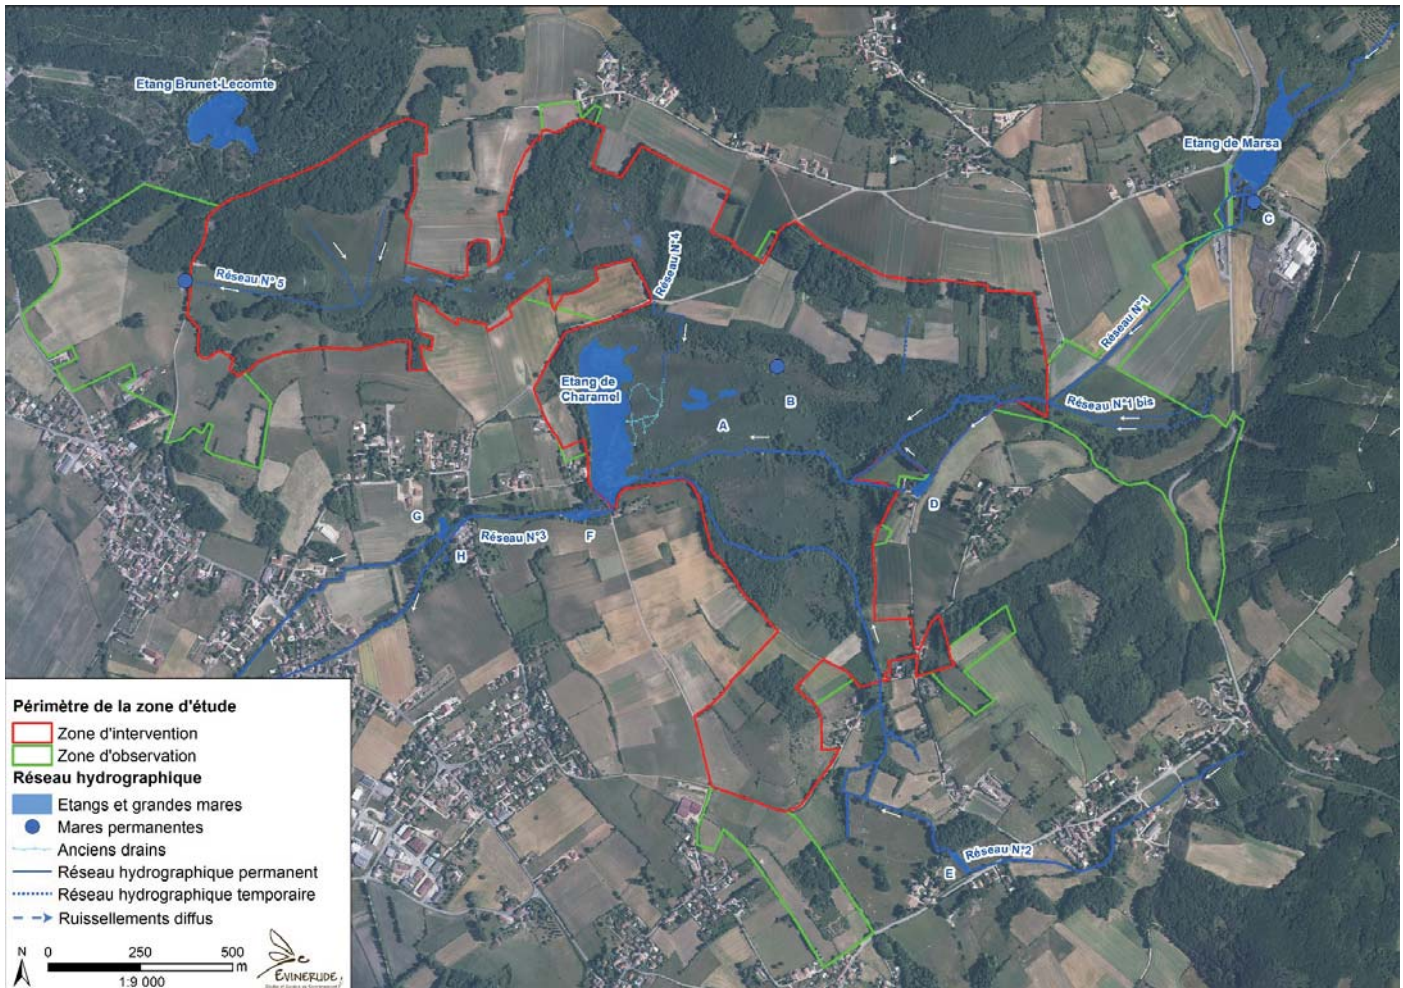 Etang Brunet-Lecomte
Etang de Marsa
C
Réseau N°4
Réseau N° 5
Réseau N°1
Etang de
Charamel
Réseau N°1 bis
B
A
D
G
Réseau N°3
F
H
Réseau N°2
E
Périmètre de la zone d'étude
Zone d'intervention
Zone d'observation
Réseau hydrographique
Etangs et grandes mares
Mares permanentes
Anciens drains
Réseau hydrographique permanent
Réseau hydrographique temporaire
Ruissellements diffus
N
0 250 500
m
1:9 000
EVINERUDE